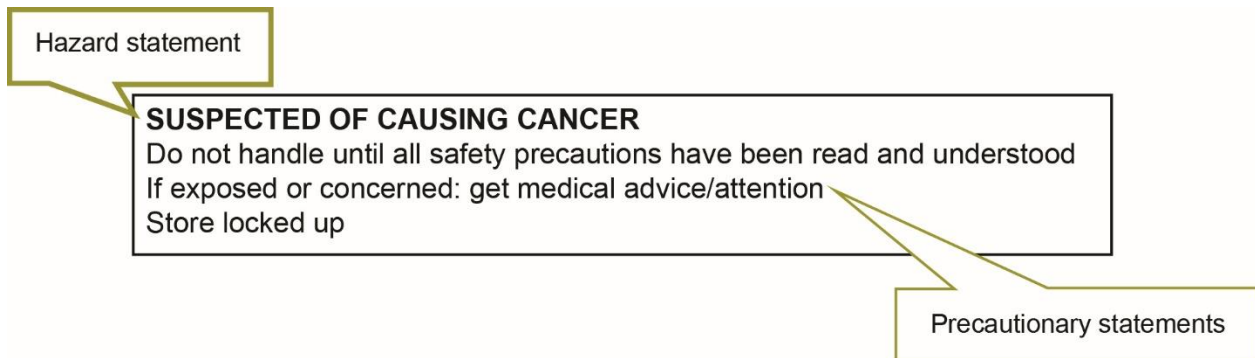 Hazard statement
SUSPECTED OF CAUSING CANCER
Do not handle until all safety precautions have been read and understood
If exposed or concerned: get medical advice/attention
Store locked up
Precautionary statements